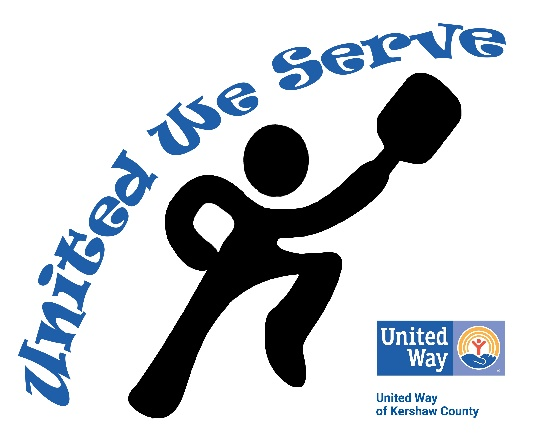 United We Serve
United
Way
United Way
of Kershaw County